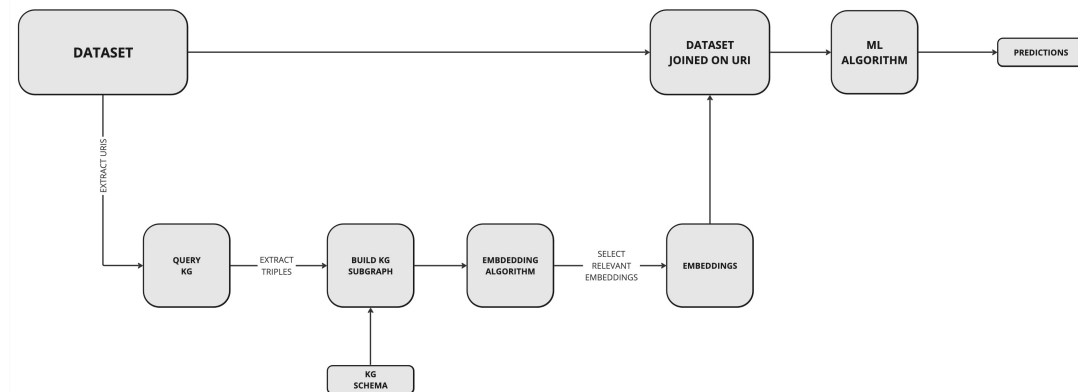 DATASET
DATASET
JOINED ON URI
ML
ALGORITHM
PREDICTIONS
EXTRACT URIS
QUERY
KG
EXTRACT
TRIPLES
BUILD KG
SUBGRAPH
EMBDEDDING
ALGORITHM
SELECT
RELEVANT
EMBEDDINGS
EMBEDDINGS
KG
SCHEMA